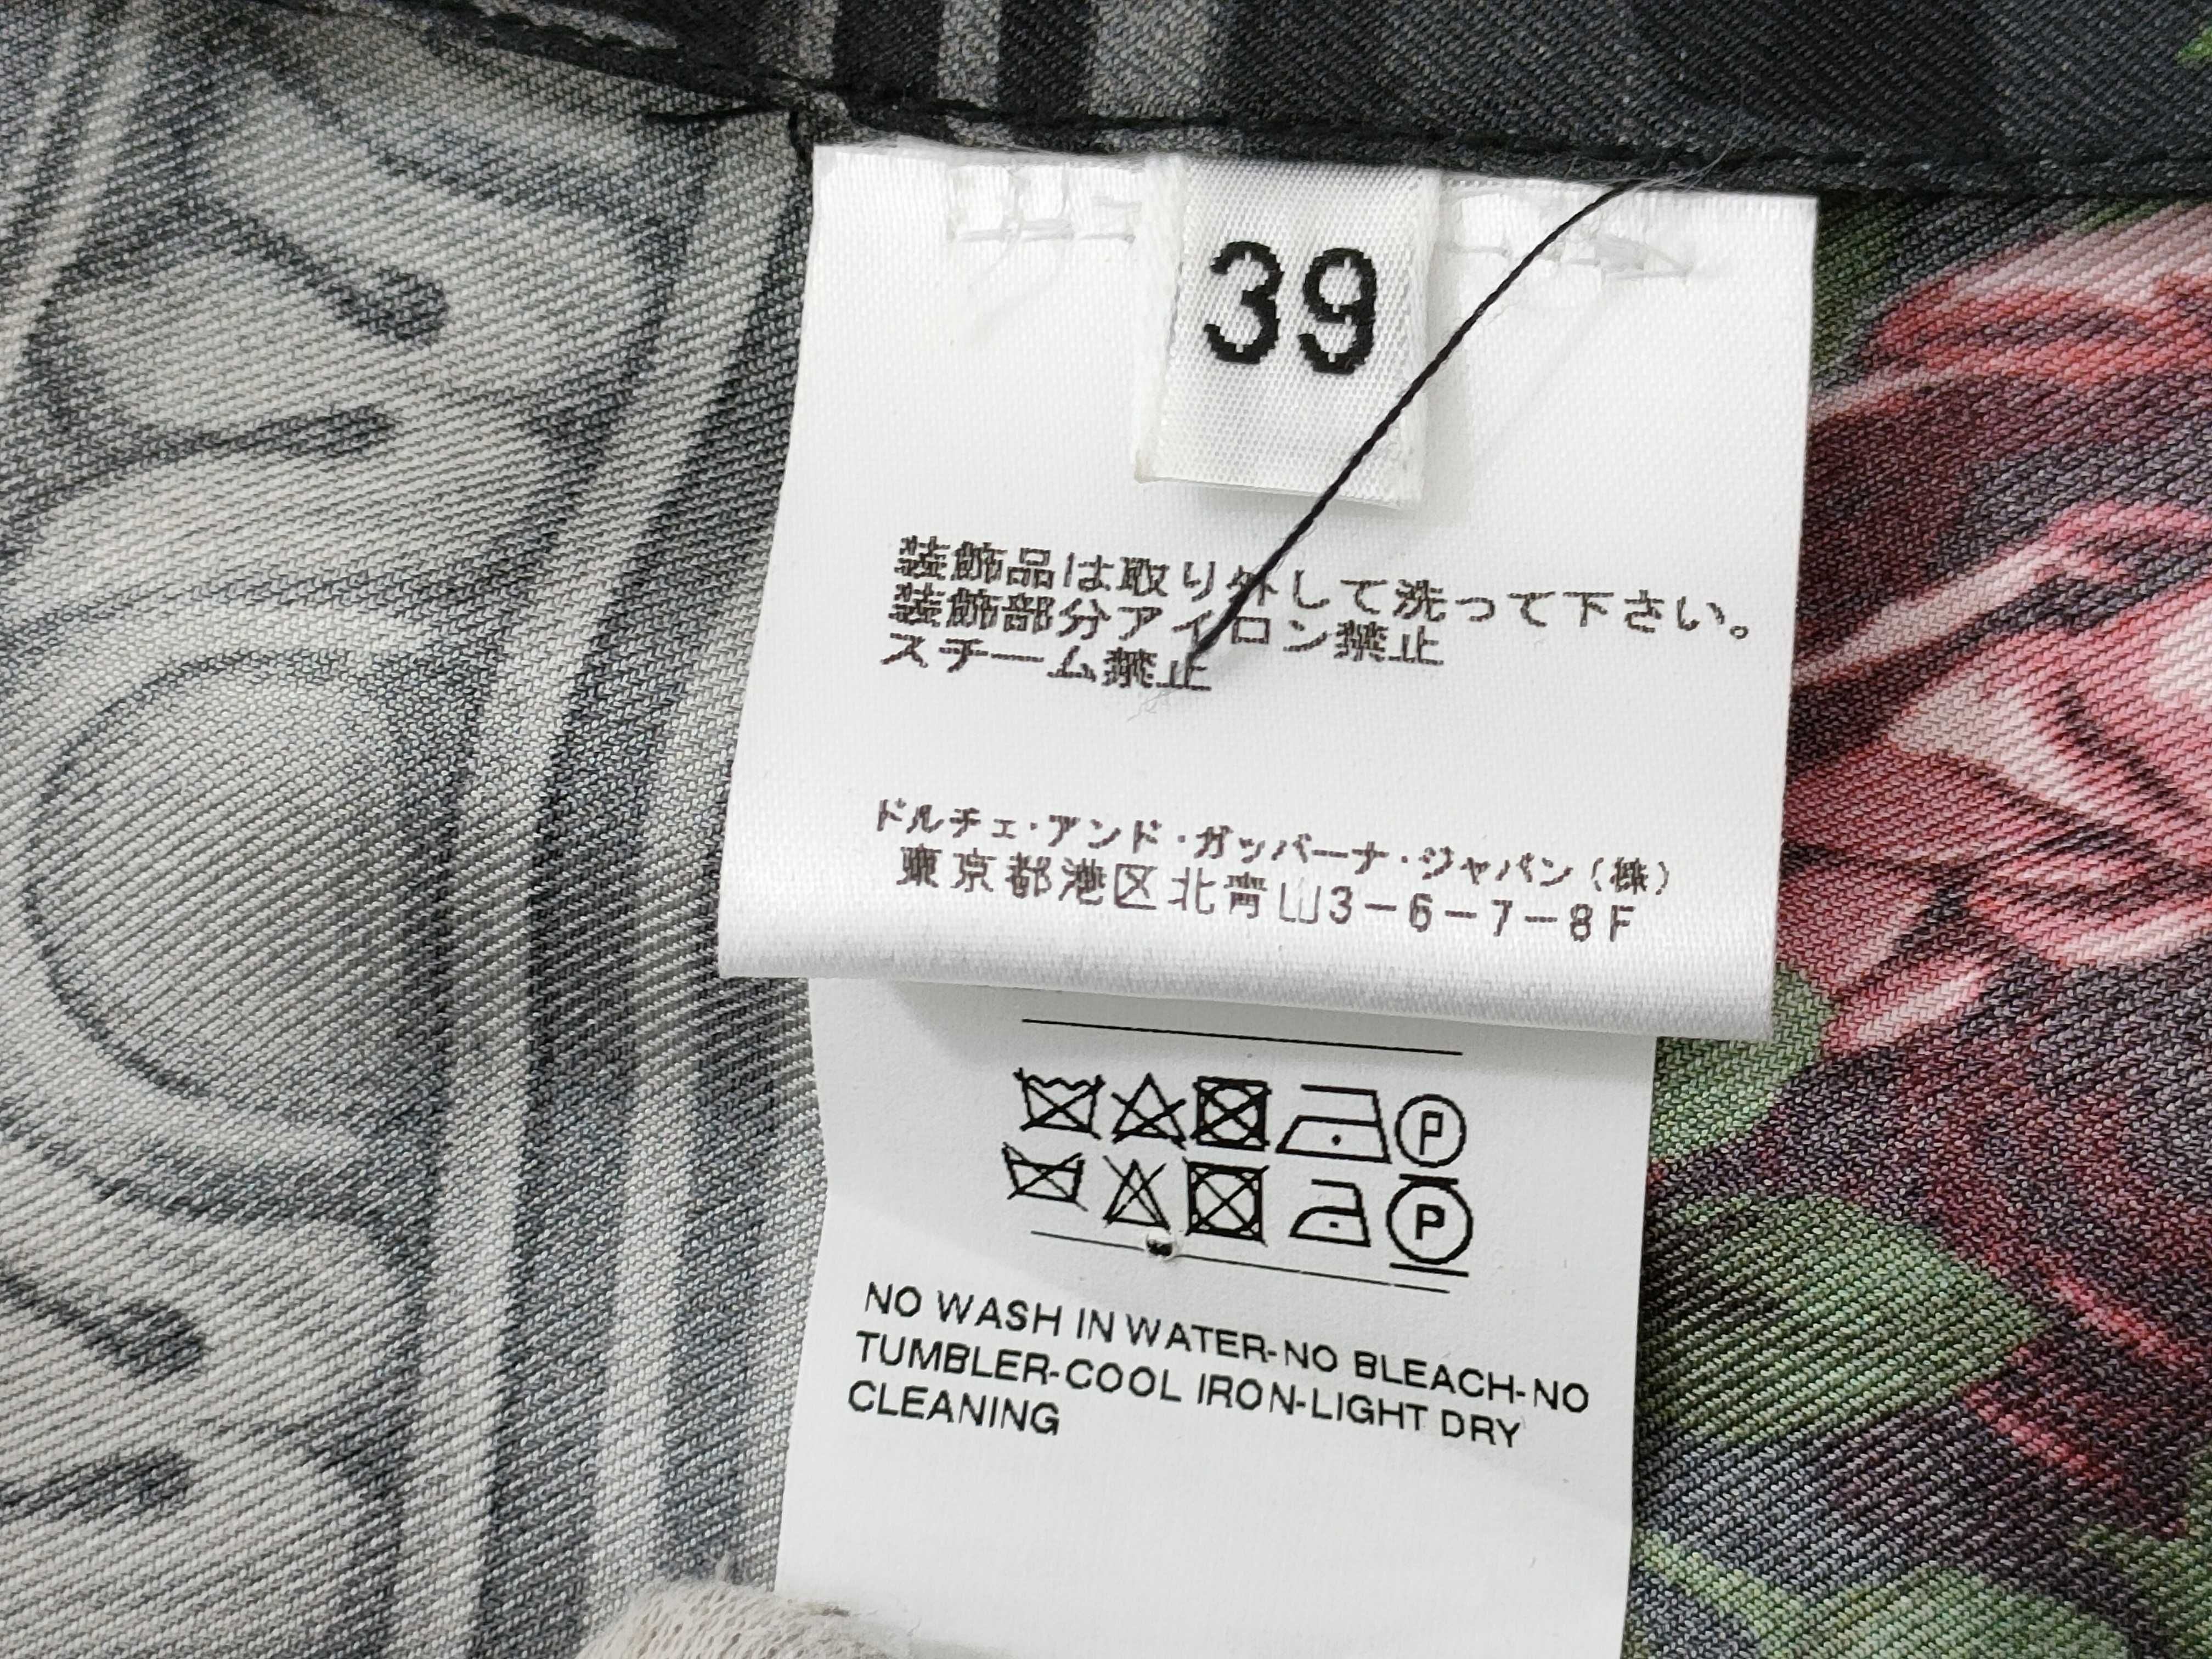 39
装飾品は取り外して洗って下さい。
装飾部分アイロン禁止
スチーム禁止
ドルチェ・アンド・ガッバーナ・ジャパン（株）
東京都港区北青山3−6−7−8F
P
P
NO WASH IN WATER-NO BLEACH-NO
TUMBLER-COOL IRON-LIGHT DRY
CLEANING